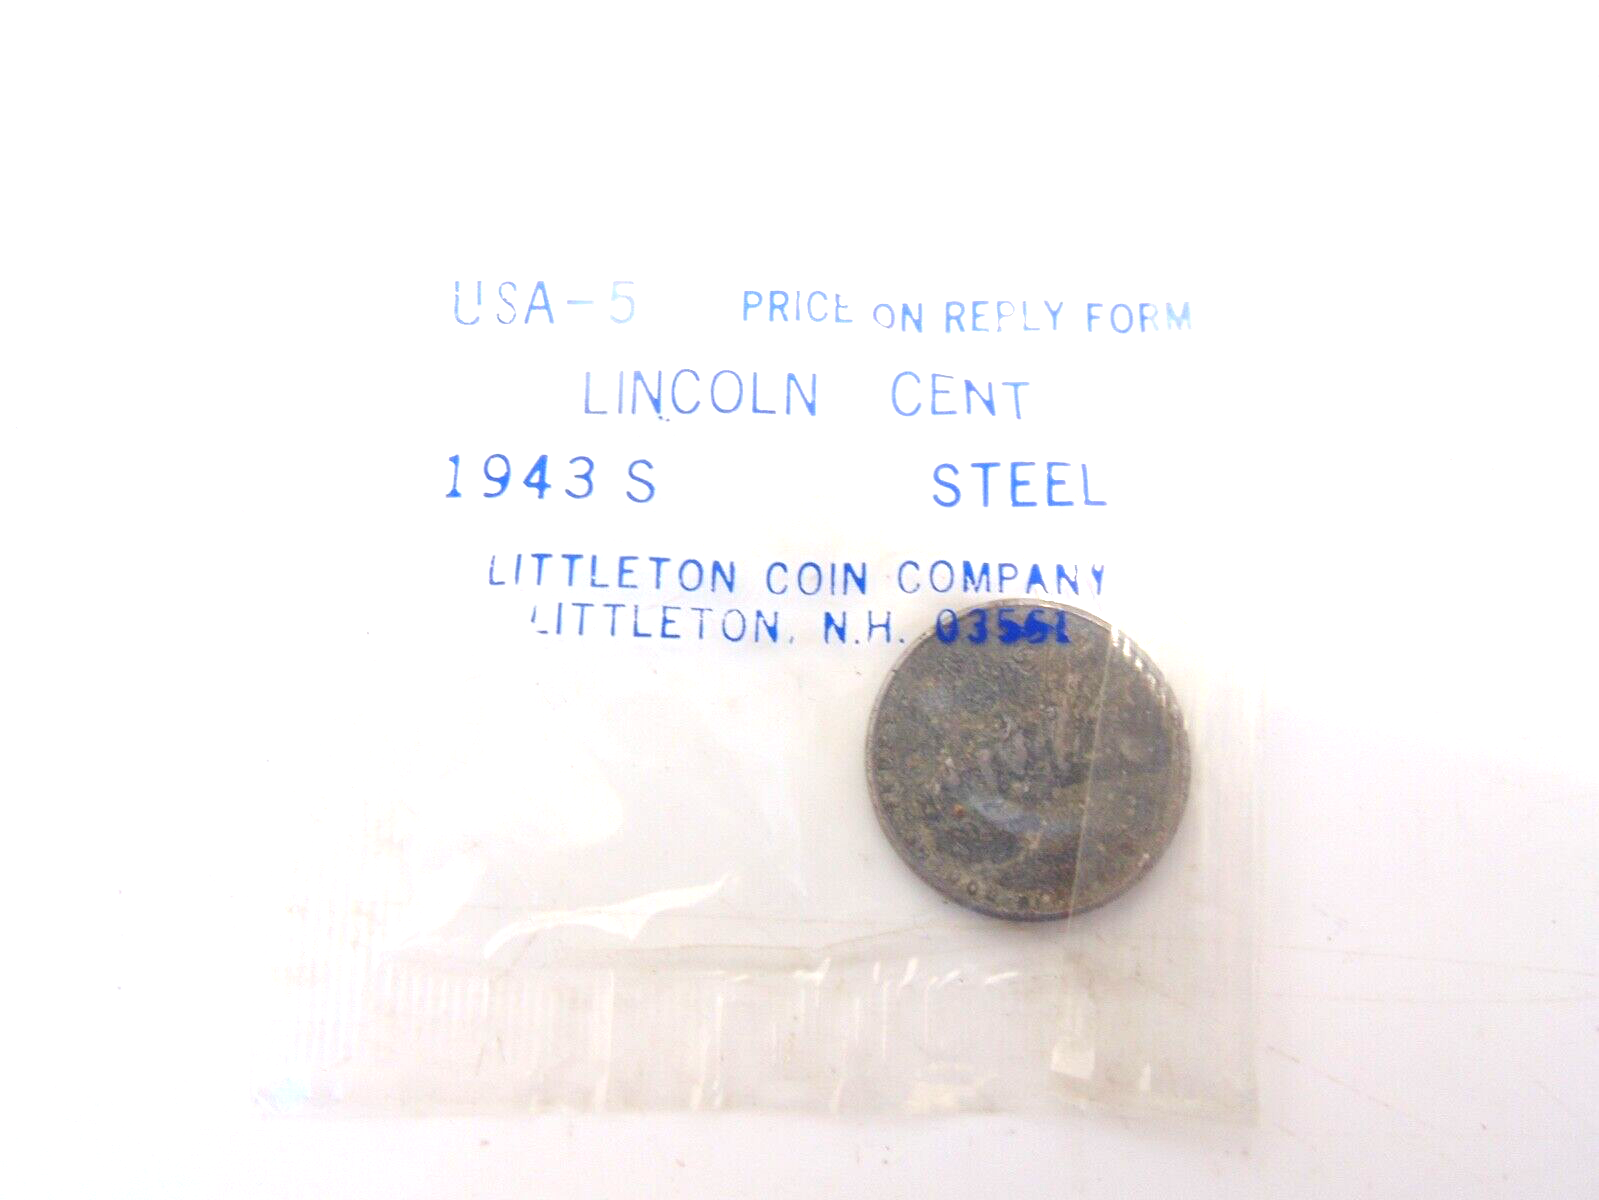 USA-5 PRICE ON REPLY FORM
LINCOLN CENT
1943 S STEEL
LITTLETON COIN COMPANY
LITTLETON, N.H. 03561